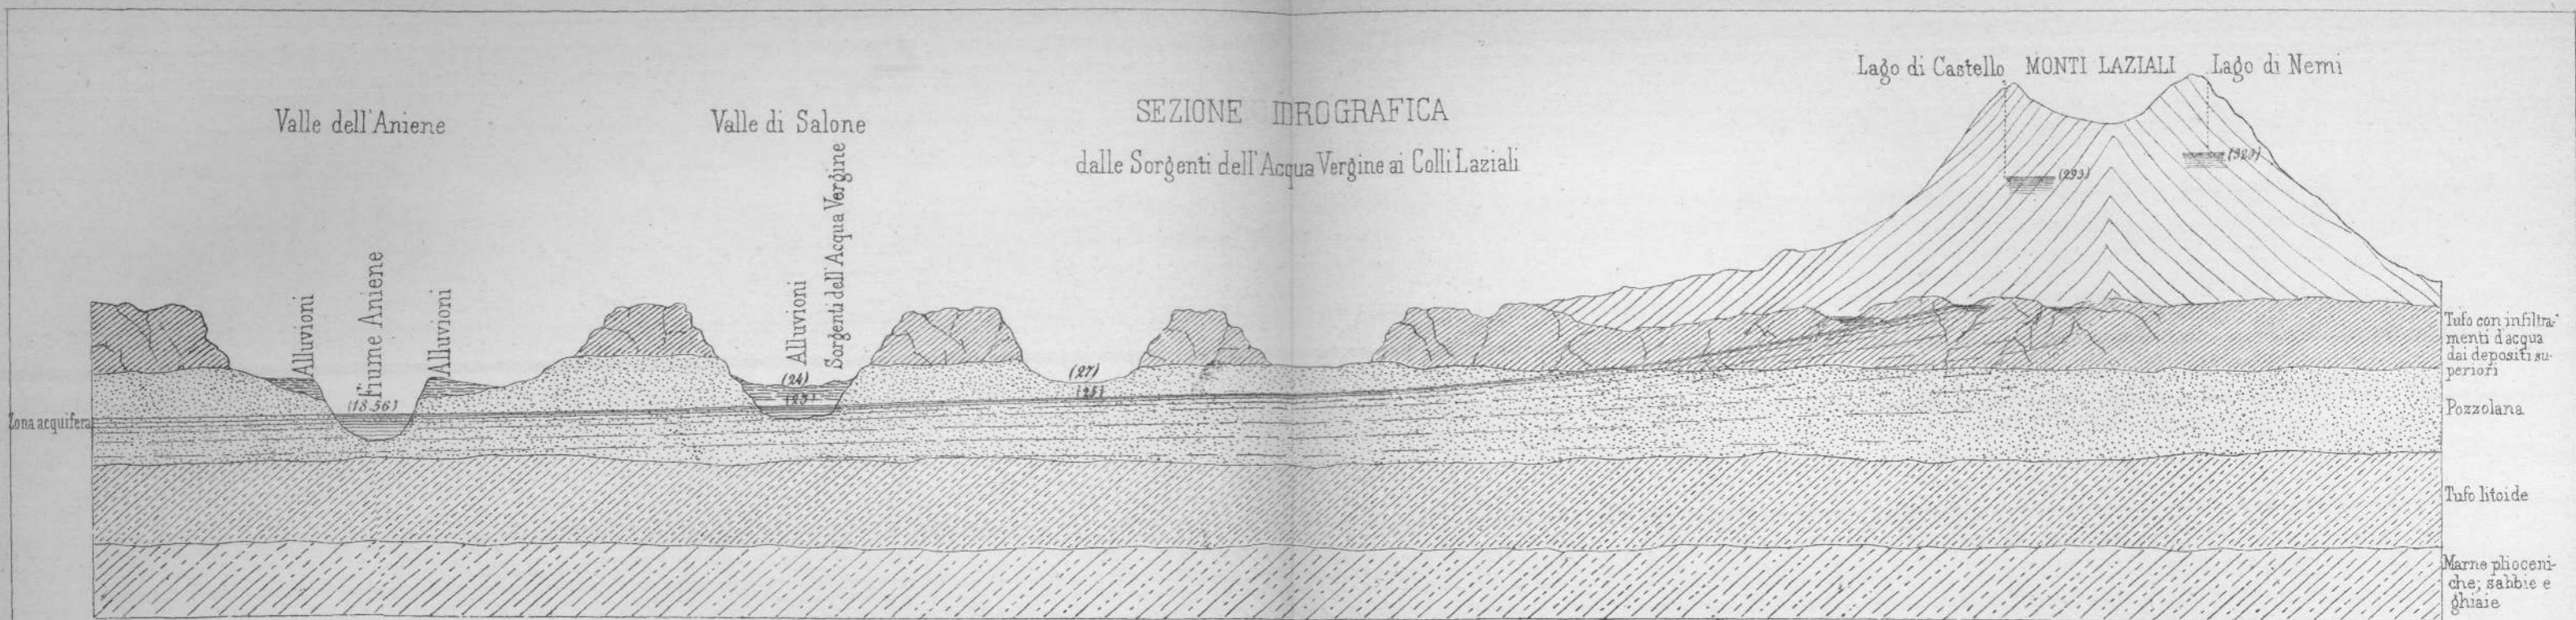 Lago di Castello MONTI LAZIALI Lago di Nemi
SEZIONE IDROGRAFICA
dalle Sorgenti dell'Acqua Vergine ai Colli Laziali
Valle dell'Aniene
Valle di Salone
(293)
Alluvioni
Fiume Aniene
Alluvioni
Alluvioni
Sorgenti dell'Acqua Vergine
(18.56)
(24)
(23)
(27)
(25)
Zona acquifera
Tufo con infiltra-
menti d'acqua
dai depositi su-
periori
Pozzolana
Tufo litoide
Marne plioceni-
che, sabbie e
ghiaie